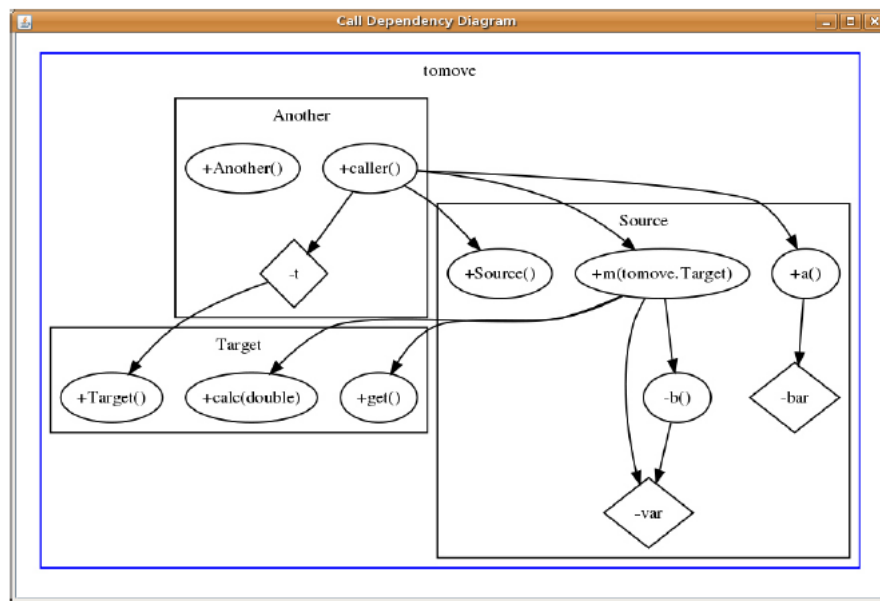 Call Dependency Diagram
tomove
Another
+Another()
+caller()
-t
Source
+Source()
+m(tomove.Target)
+a()
-b()
-bar
-var
Target
+Target()
+calc(double)
+get()